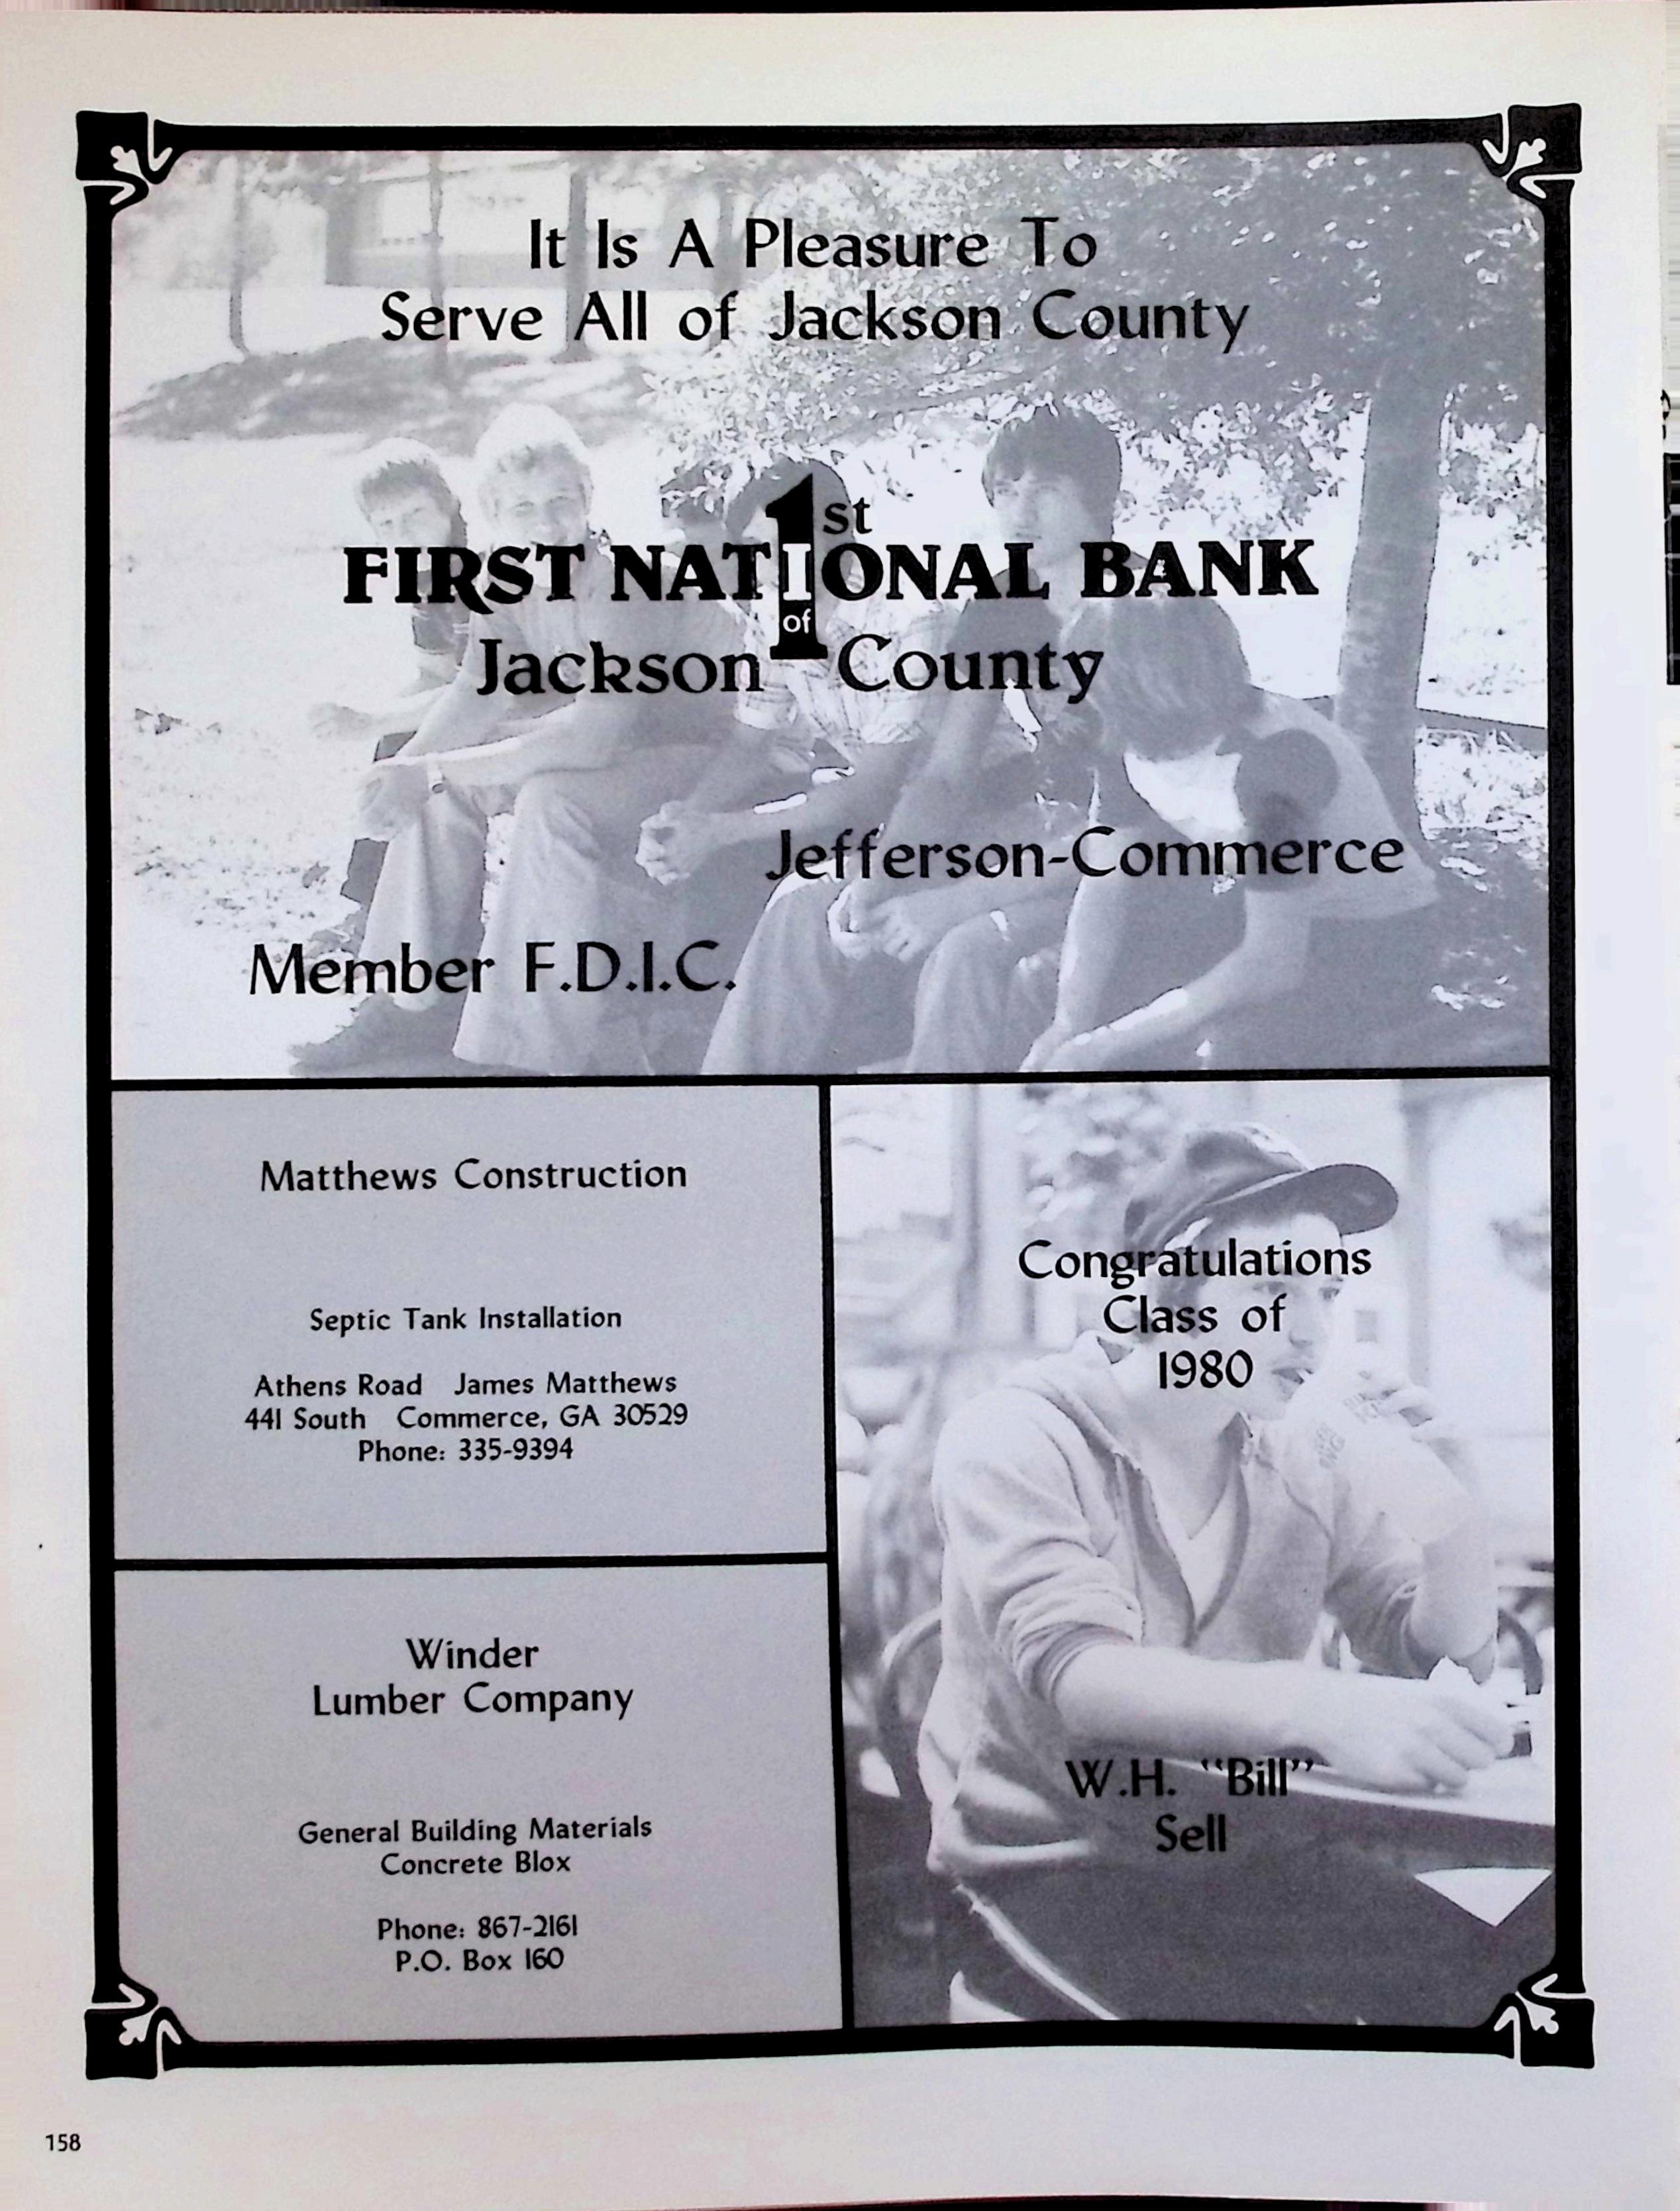 It Is A Pleasure To
Serve All of Jackson County
1st
FIRST NATIONAL BANK
of
Jackson County
Jefferson-Commerce
Member F.D.I.C.
Matthews Construction
Septic Tank Installation
Athens Road James Matthews
441 South Commerce, GA 30529
Phone: 335-9394
Winder
Lumber Company
General Building Materials
Concrete Blox
Phone: 867-2161
P.O. Box 160
Congratulations
Class of
1980
W.H. "Bill"
Sell
158